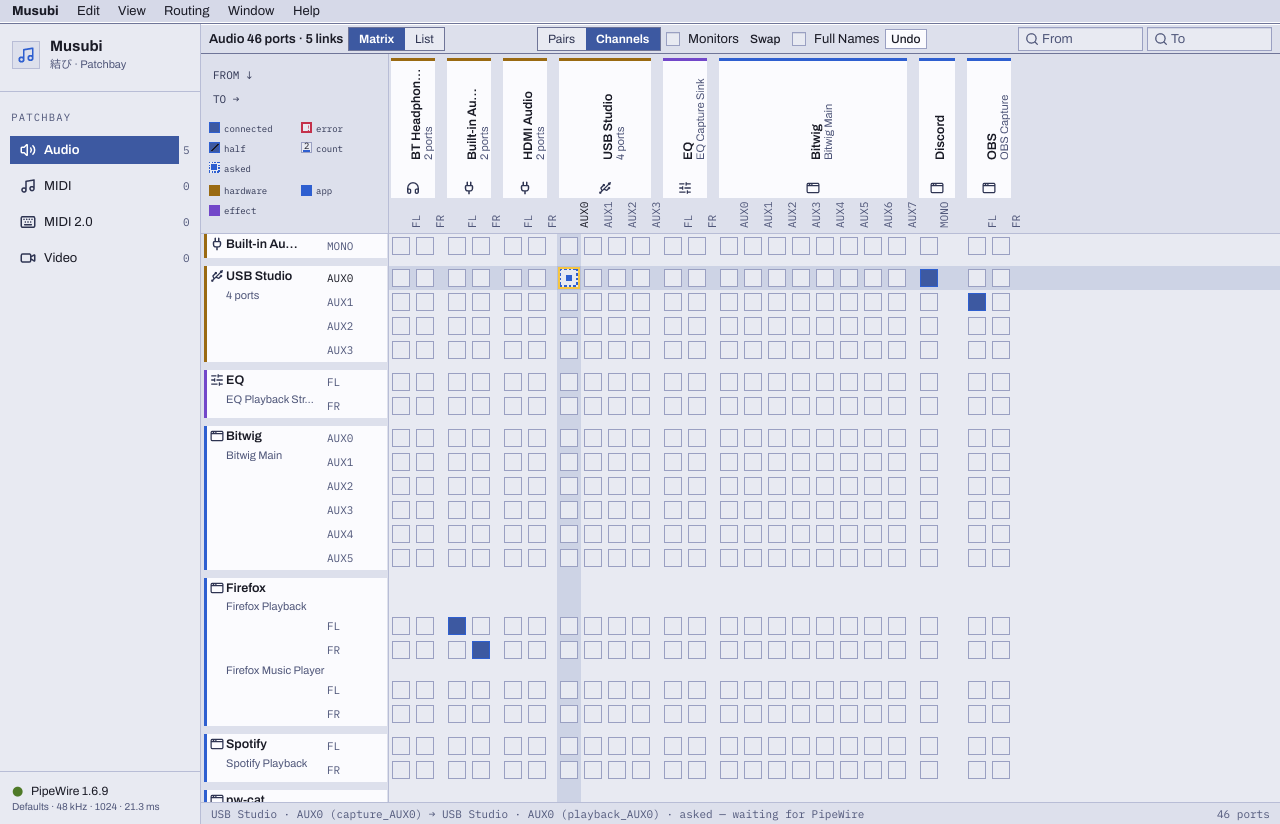 Musubi Edit View Routing Window Help
Musubi
結び · Patchbay
PATCHBAY
Audio 5
MIDI 0
MIDI 2.0 0
Video 0
PipeWire 1.6.9
Defaults · 48 kHz · 1024 · 21.3 ms
Audio 46 ports · 5 links Matrix List Pairs Channels Monitors Swap Full Names Undo From To
FROM ↓
TO →
connected error
half 2 count
asked
hardware app
effect
BT Headphon…
2 ports
Built-in Au…
2 ports
HDMI Audio
2 ports
USB Studio
4 ports
EQ
EQ Capture Sink
Bitwig
Bitwig Main
Discord
OBS
OBS Capture
FL FR FL FR FL FR AUX0 AUX1 AUX2 AUX3 FL FR AUX0 AUX1 AUX2 AUX3 AUX4 AUX5 AUX6 AUX7 MONO FL FR
Built-in Au… MONO
USB Studio AUX0
4 ports AUX1
AUX2
AUX3
EQ FL
EQ Playback Str… FR
Bitwig AUX0
Bitwig Main AUX1
AUX2
AUX3
AUX4
AUX5
Firefox
Firefox Playback
FL
FR
Firefox Music Player
FL
FR
Spotify FL
Spotify Playback FR
pw-cat
USB Studio · AUX0 (capture_AUX0) → USB Studio · AUX0 (playback_AUX0) · asked — waiting for PipeWire 46 ports